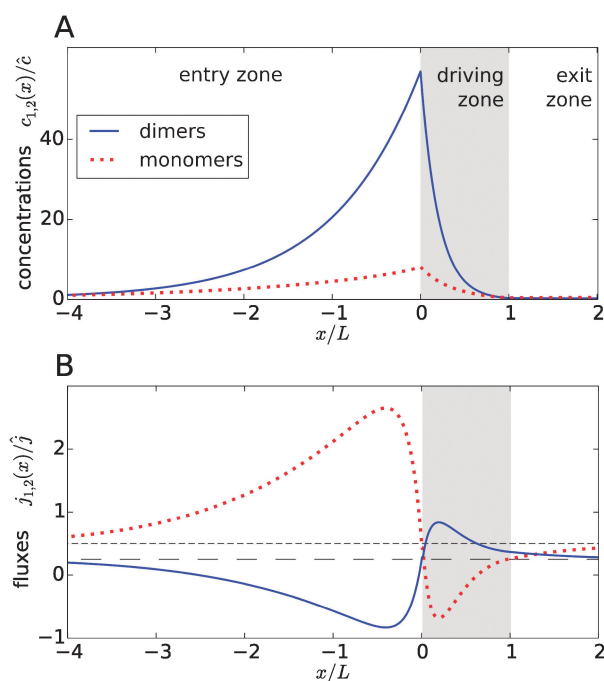 A
concentrations c₁,₂(x)/ĉ
entry zone
driving
zone
exit
zone
dimers
monomers
40
20
0
−4 −3 −2 −1 0 1 2
x/L
B
fluxes j₁,₂(x)/ĵ
2
1
0
−1
−4 −3 −2 −1 0 1 2
x/L